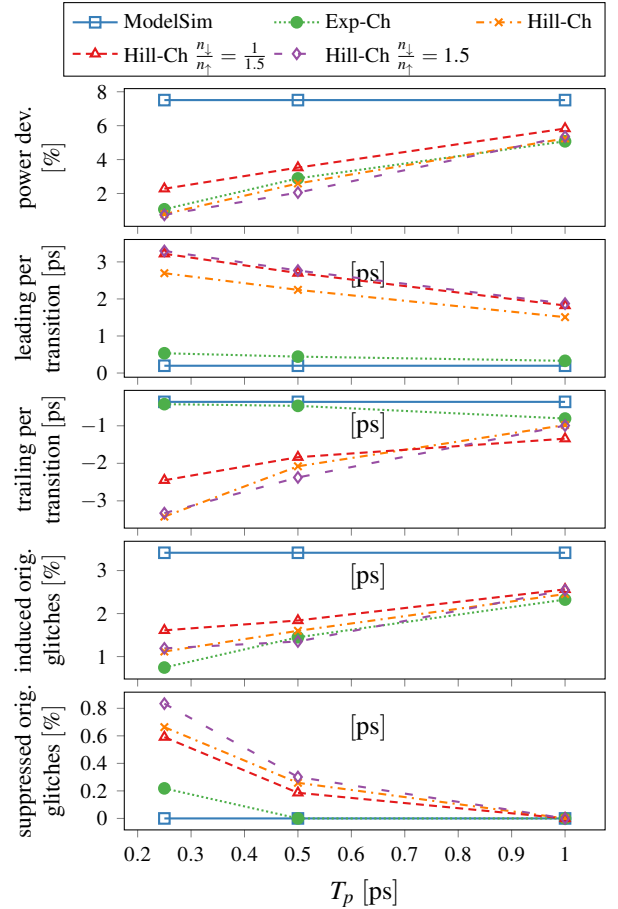 ModelSim Exp-Ch Hill-Ch
Hill-Ch n↓/n↑ = 1/1.5 Hill-Ch n↓/n↑ = 1.5
power dev.
[%]
8
6
4
2
leading per
transition [ps]
3
2
1
0
[ps]
trailing per
transition [ps]
−1
−2
−3
[ps]
induced orig.
glitches [%]
3
2
1
[ps]
suppressed orig.
glitches [%]
0.8
0.6
0.4
0.2
0
[ps]
0.2 0.3 0.4 0.5 0.6 0.7 0.8 0.9 1
T_p [ps]